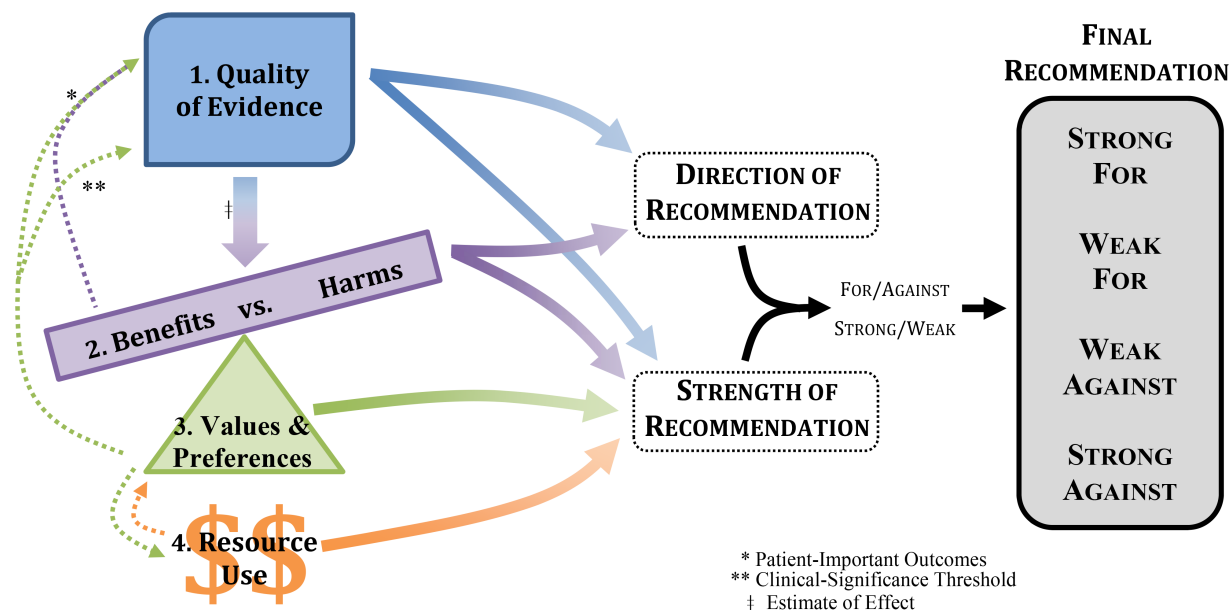 1. Quality
of Evidence
*
**
‡
2. Benefits vs. Harms
3. Values &
Preferences
$$
4. Resource
Use
DIRECTION OF
RECOMMENDATION
STRENGTH OF
RECOMMENDATION
FOR/AGAINST
STRONG/WEAK
FINAL
RECOMMENDATION
STRONG
FOR
WEAK
FOR
WEAK
AGAINST
STRONG
AGAINST
* Patient-Important Outcomes
** Clinical-Significance Threshold
‡ Estimate of Effect